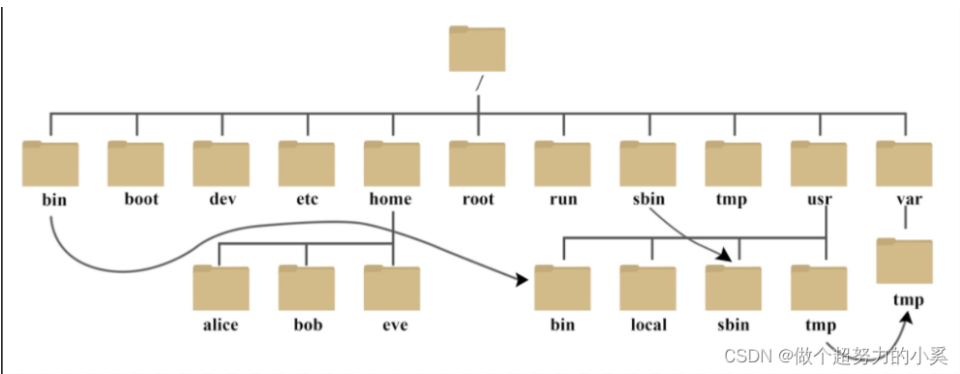 /
bin boot dev etc home root run sbin tmp usr var
alice bob eve bin local sbin tmp tmp
CSDN @做个超努力的小奚